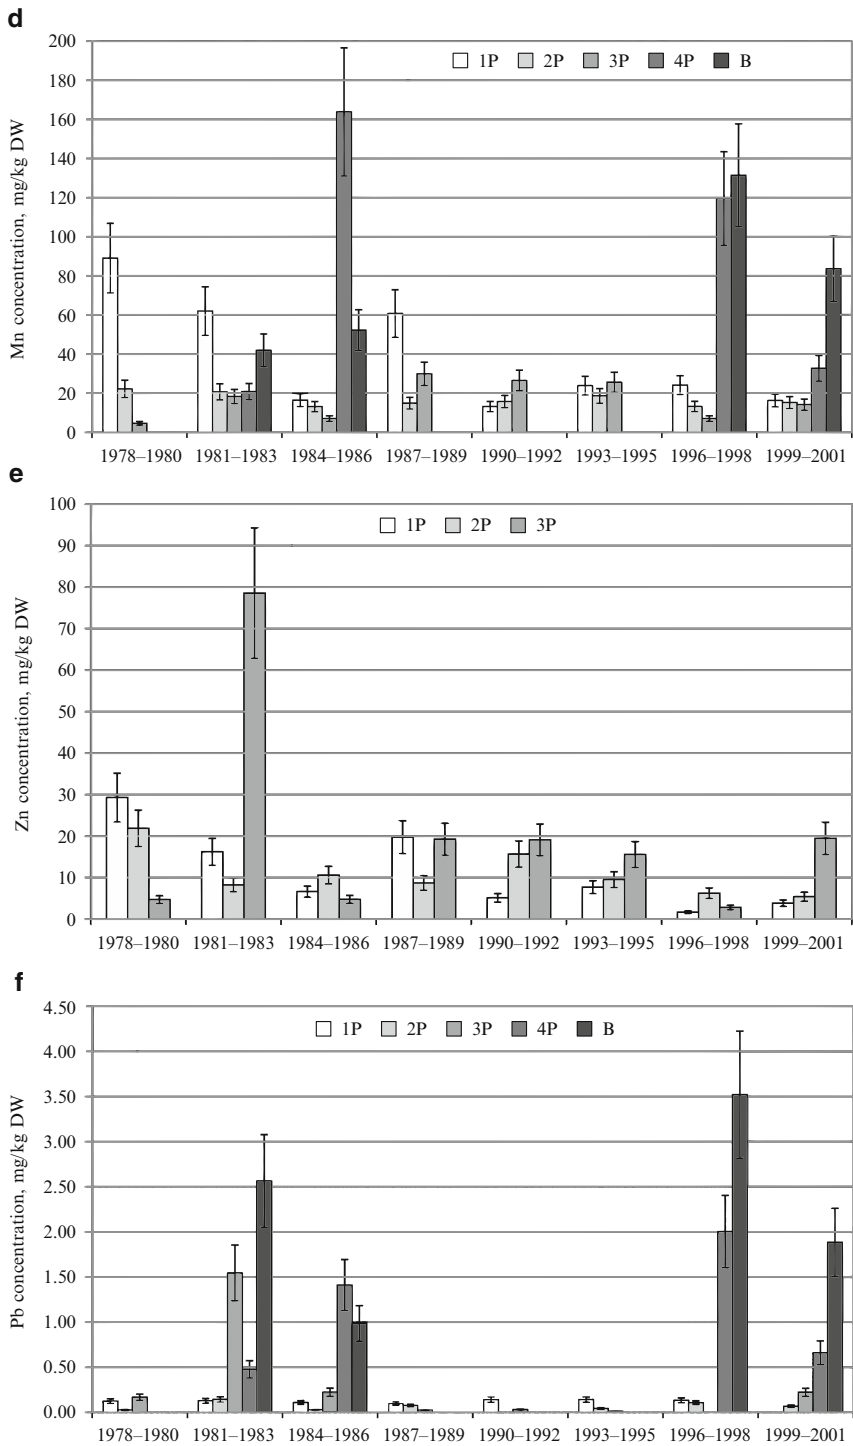 d
200
1P 2P 3P 4P B
180
160
140
120
100
80
60
40
20
0
Mn concentration, mg/kg DW
1978–1980 1981–1983 1984–1986 1987–1989 1990–1992 1993–1995 1996–1998 1999–2001
e
100
1P 2P 3P
90
80
70
60
50
40
30
20
10
0
Zn concentration, mg/kg DW
1978–1980 1981–1983 1984–1986 1987–1989 1990–1992 1993–1995 1996–1998 1999–2001
f
4.50
1P 2P 3P 4P B
4.00
3.50
3.00
2.50
2.00
1.50
1.00
0.50
0.00
Pb concentration, mg/kg DW
1978–1980 1981–1983 1984–1986 1987–1989 1990–1992 1993–1995 1996–1998 1999–2001